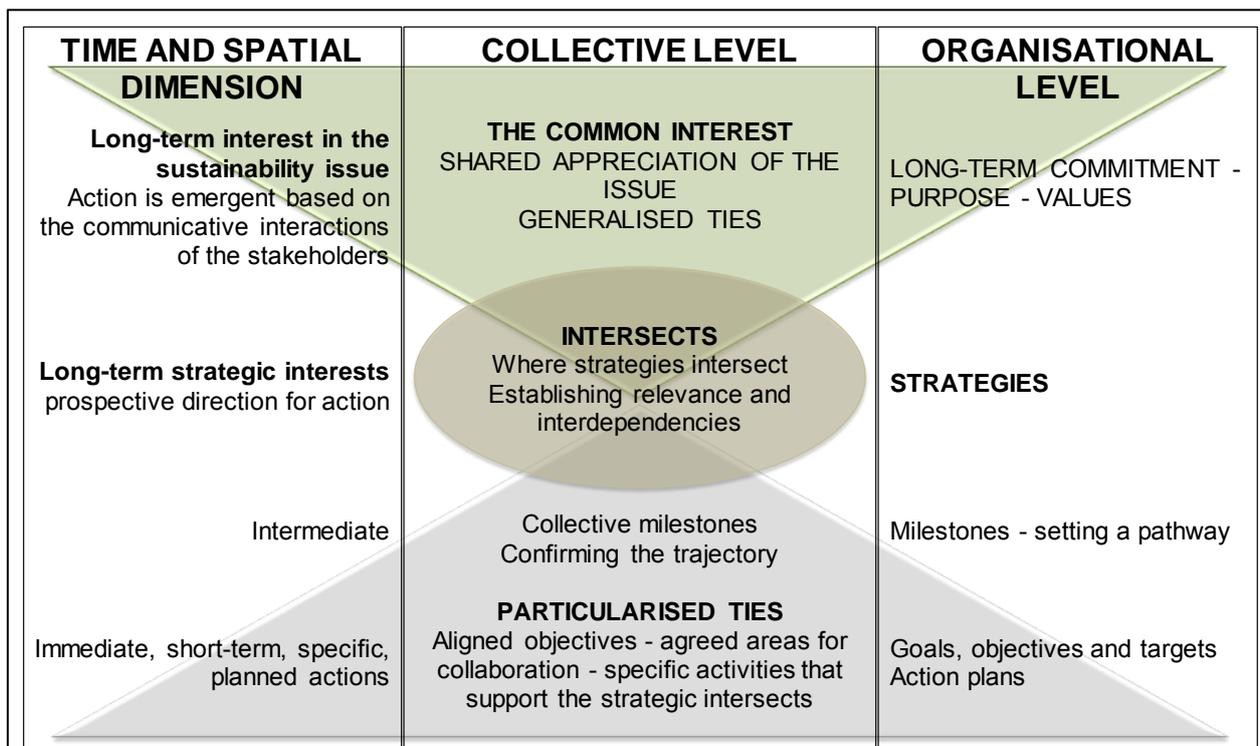 TIME AND SPATIAL
DIMENSION
Long-term interest in the
sustainability issue
Action is emergent based on
the communicative interactions
of the stakeholders
Long-term strategic interests
prospective direction for action
Intermediate
Immediate, short-term, specific,
planned actions
COLLECTIVE LEVEL
THE COMMON INTEREST
SHARED APPRECIATION OF THE
ISSUE
GENERALISED TIES
INTERSECTS
Where strategies intersect
Establishing relevance and
interdependencies
Collective milestones
Confirming the trajectory
PARTICULARISED TIES
Aligned objectives - agreed areas for
collaboration - specific activities that
support the strategic intersects
ORGANISATIONAL
LEVEL
LONG-TERM COMMITMENT -
PURPOSE - VALUES
STRATEGIES
Milestones - setting a pathway
Goals, objectives and targets
Action plans